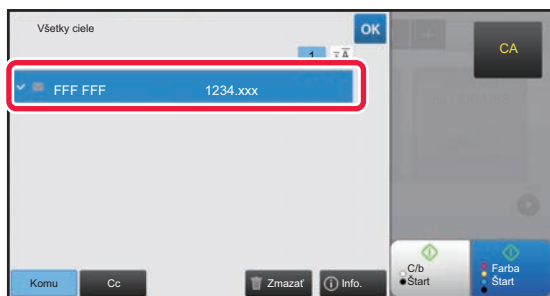 Všetky ciele
OK
CA
1
FFF FFF 1234.xxx
Komu
Cc
Zmazať
Info.
C/b
Štart
Farba
Štart